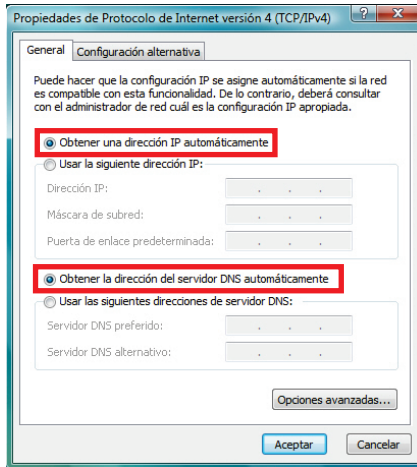 Propiedades de Protocolo de Internet versión 4 (TCP/IPv4)
General
Configuración alternativa
Puede hacer que la configuración IP se asigne automáticamente si la red
es compatible con esta funcionalidad. De lo contrario, deberá consultar
con el administrador de red cuál es la configuración IP apropiada.
Obtener una dirección IP automáticamente
Usar la siguiente dirección IP:
Dirección IP:
Máscara de subred:
Puerta de enlace predeterminada:
Obtener la dirección del servidor DNS automáticamente
Usar las siguientes direcciones de servidor DNS:
Servidor DNS preferido:
Servidor DNS alternativo:
Opciones avanzadas...
Aceptar
Cancelar